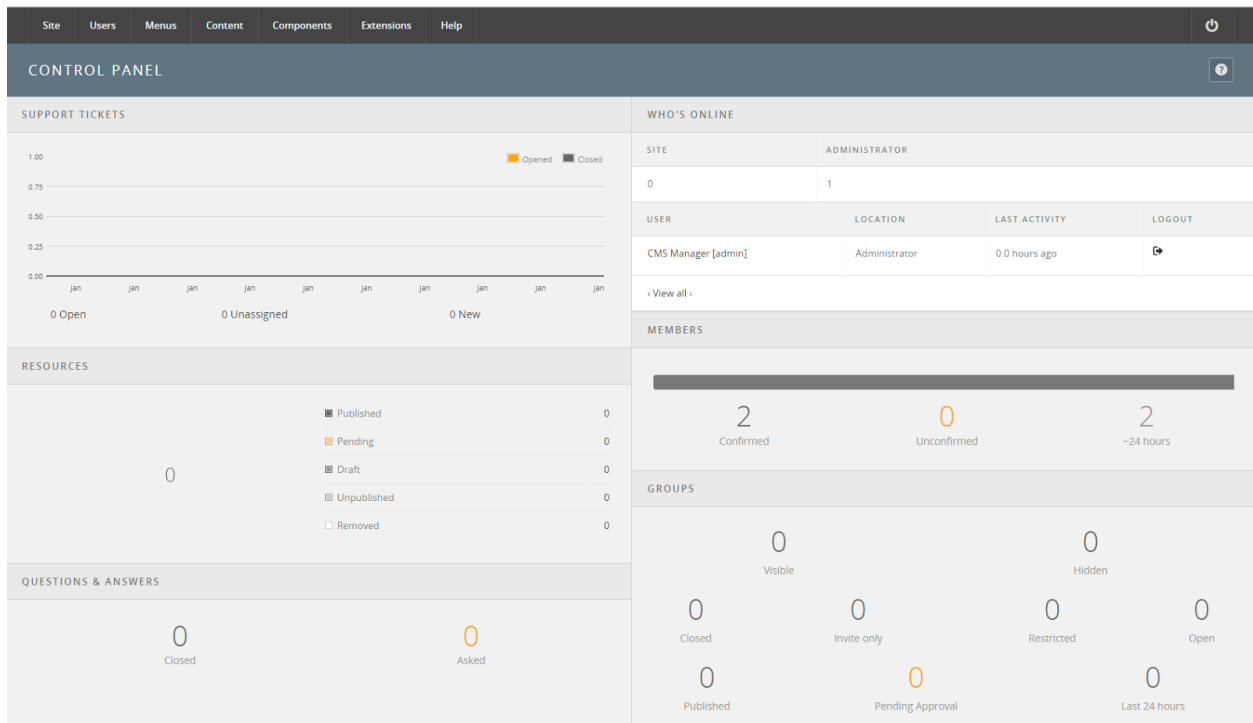 Site Users Menus Content Components Extensions Help
CONTROL PANEL
SUPPORT TICKETS
1.00
Opened Closed
0.75
0.50
0.25
0.00
Jan Jan Jan Jan Jan Jan Jan Jan Jan Jan
0 Open 0 Unassigned 0 New
RESOURCES
0
Published 0
Pending 0
Draft 0
Unpublished 0
Removed 0
QUESTIONS & ANSWERS
0 0
Closed Asked
WHO'S ONLINE
SITE ADMINISTRATOR
0 1
USER LOCATION LAST ACTIVITY LOGOUT
CMS Manager [admin] Administrator 0.0 hours ago
‹ View all ›
MEMBERS
2 0 2
Confirmed Unconfirmed ~24 hours
GROUPS
0 0
Visible Hidden
0 0 0 0
Closed Invite only Restricted Open
0 0 0
Published Pending Approval Last 24 hours